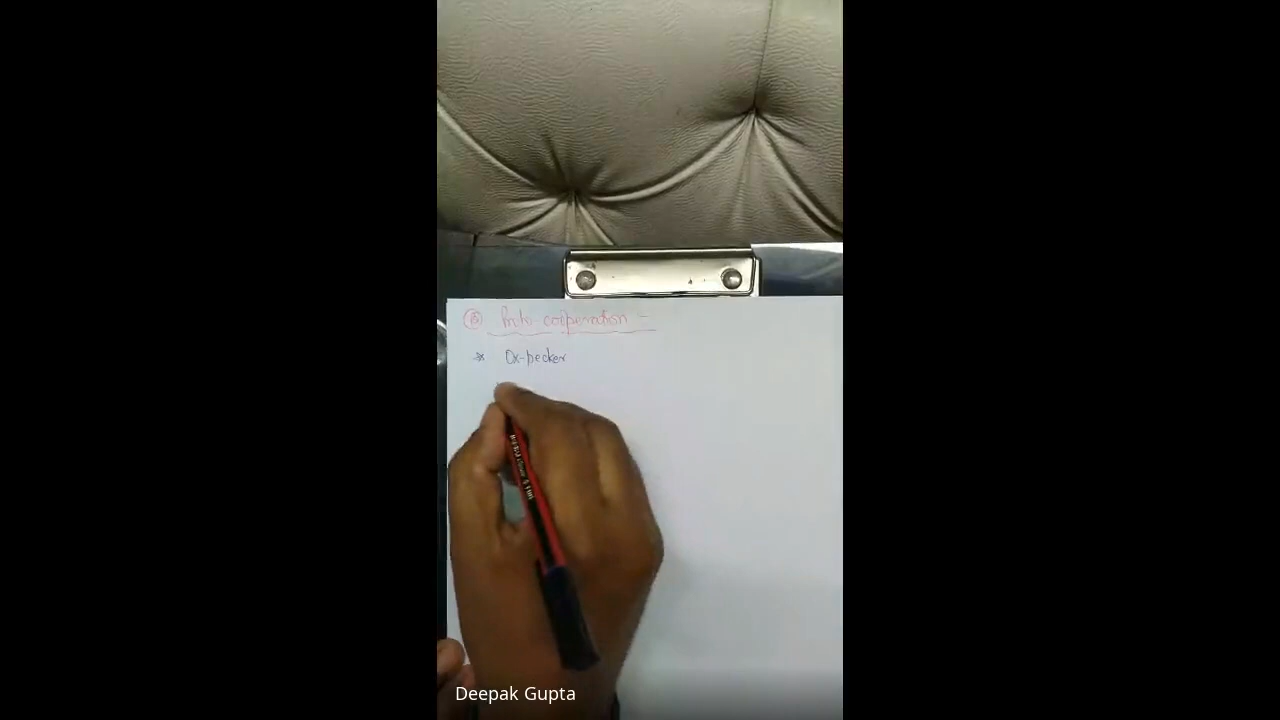 (B) Proto-cooperation -
* Ox-pecker
Deepak Gupta